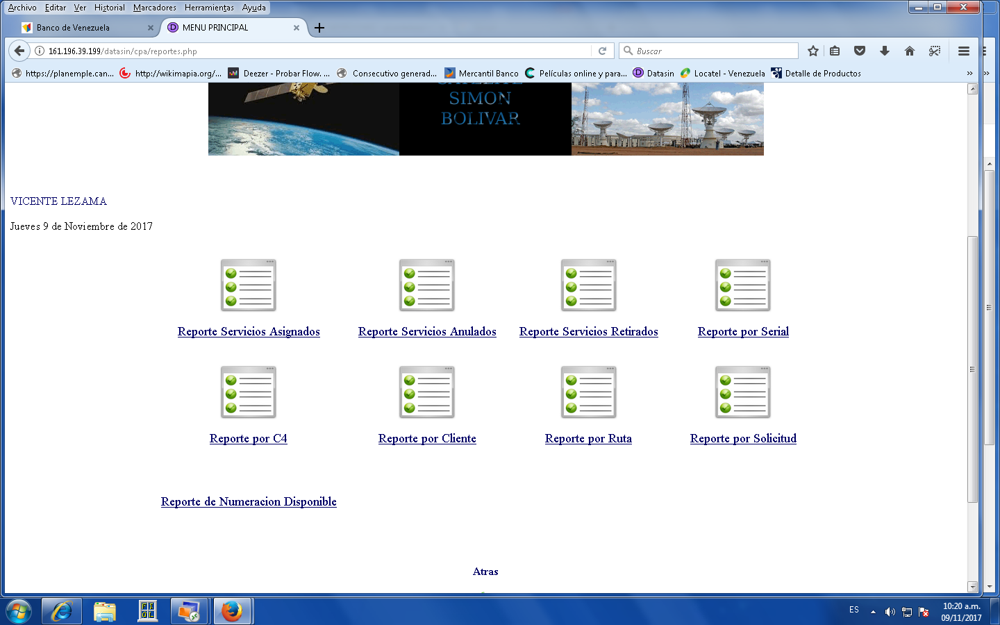 Archivo Editar Ver Historial Marcadores Herramientas Ayuda
Banco de Venezuela MENU PRINCIPAL
161.196.39.199/datasin/cpa/reportes.php Buscar
https://planemple.can... http://wikimapia.org/... Deezer - Probar Flow. ... Consecutivo generad... Mercantil Banco Películas online y para... Datasin Locatel - Venezuela Detalle de Productos
SIMON
BOLIVAR
VICENTE LEZAMA
Jueves 9 de Noviembre de 2017
Reporte Servicios Asignados Reporte Servicios Anulados Reporte Servicios Retirados Reporte por Serial
Reporte por C4 Reporte por Cliente Reporte por Ruta Reporte por Solicitud
Reporte de Numeracion Disponible
Atras
ES 10:20 a.m.
09/11/2017